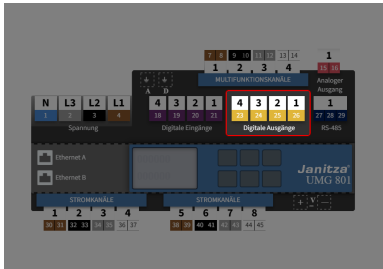 7 8 9 10 11 12 13 14
1 2 3 4
1
15 16
A D
MULTIFUNKTIONSKANÄLE
Analoger
Ausgang
N L3 L2 L1
4 3 2 1
4 3 2 1
1
1 2 3 4
18 19 20 21
23 24 25 26
27 28 29
Spannung
Digitale Eingänge
Digitale Ausgänge
RS-485
Ethernet A
Ethernet B
Janitza®
UMG 801
STROMKANÄLE
STROMKANÄLE
+ V −
1 2 3 4
5 6 7 8
30 31 32 33 34 35 36 37
38 39 40 41 42 43 44 45